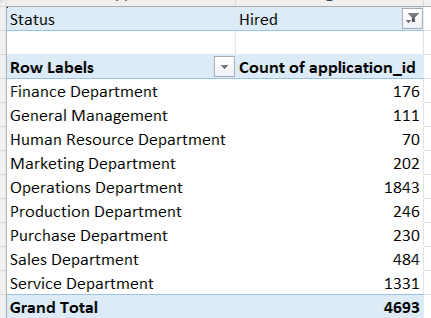 Status Hired
Row Labels Count of application_id
Finance Department 176
General Management 111
Human Resource Department 70
Marketing Department 202
Operations Department 1843
Production Department 246
Purchase Department 230
Sales Department 484
Service Department 1331
Grand Total 4693